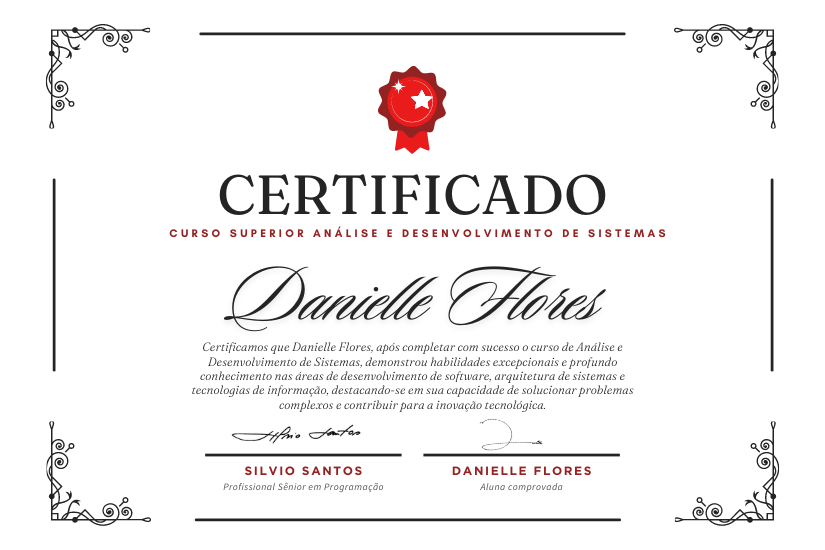 CERTIFICADO
CURSO SUPERIOR ANÁLISE E DESENVOLVIMENTO DE SISTEMAS
Danielle Flores
Certificamos que Danielle Flores, após completar com sucesso o curso de Análise e
Desenvolvimento de Sistemas, demonstrou habilidades excepcionais e profundo
conhecimento nas áreas de desenvolvimento de software, arquitetura de sistemas e
tecnologias de informação, destacando-se em sua capacidade de solucionar problemas
complexos e contribuir para a inovação tecnológica.
Silvio Santos
SILVIO SANTOS
DANIELLE FLORES
Profissional Sênior em Programação
Aluna comprovada